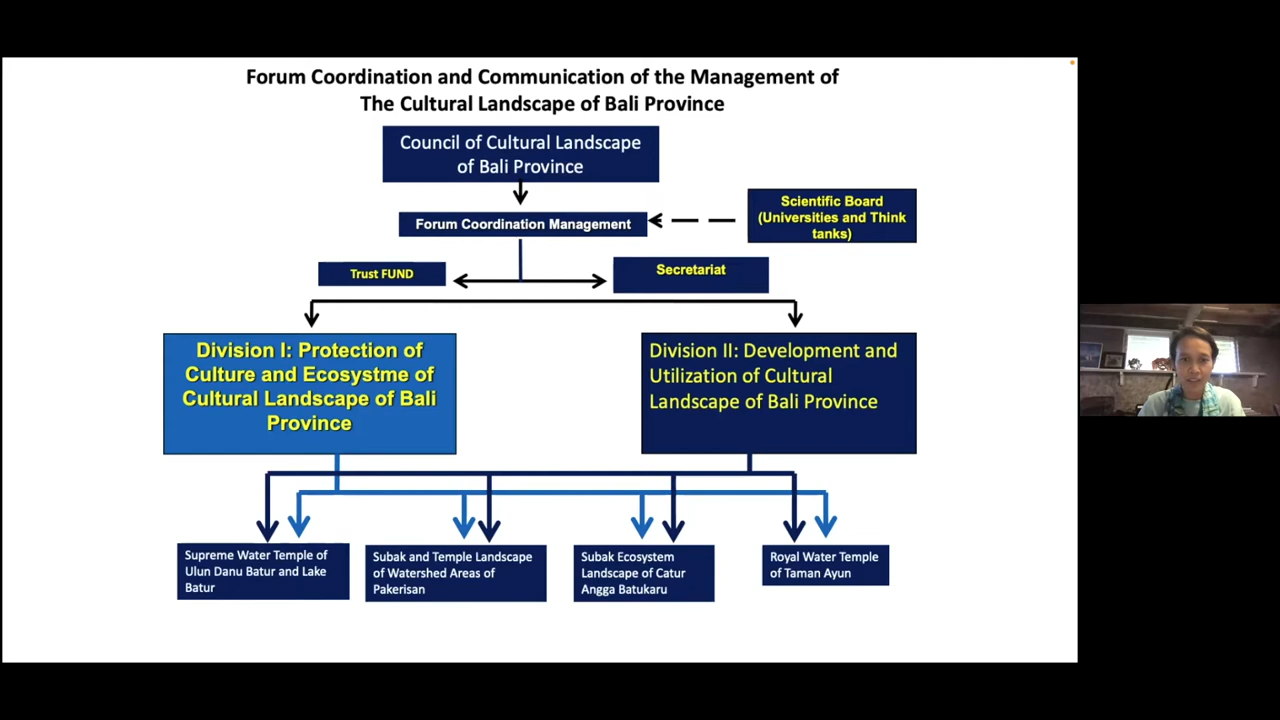 Forum Coordination and Communication of the Management of
The Cultural Landscape of Bali Province
Council of Cultural Landscape
of Bali Province
Forum Coordination Management
Scientific Board
(Universities and Think
tanks)
Trust FUND
Secretariat
Division I: Protection of
Culture and Ecosystme of
Cultural Landscape of Bali
Province
Division II: Development and
Utilization of Cultural
Landscape of Bali Province
Supreme Water Temple of
Ulun Danu Batur and Lake
Batur
Subak and Temple Landscape
of Watershed Areas of
Pakerisan
Subak Ecosystem
Landscape of Catur
Angga Batukaru
Royal Water Temple
of Taman Ayun